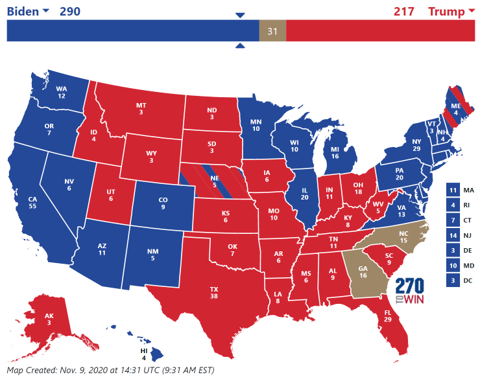 Biden 290
217 Trump
31
WA
12
OR
7
CA
55
NV
6
ID
4
MT
3
WY
3
UT
6
CO
9
AZ
11
NM
5
ND
3
SD
3
NE
5
KS
6
OK
7
TX
38
MN
10
IA
6
MO
10
AR
6
LA
8
WI
10
IL
20
MI
16
IN
11
OH
18
KY
8
TN
11
MS
6
AL
9
GA
16
FL
29
SC
9
NC
15
VA
13
WV
5
PA
20
NY
29
VT
3
NH
4
ME
4
11 MA
4 RI
7 CT
14 NJ
3 DE
10 MD
3 DC
AK
3
HI
4
270
TO WIN
Map Created: Nov. 9, 2020 at 14:31 UTC (9:31 AM EST)